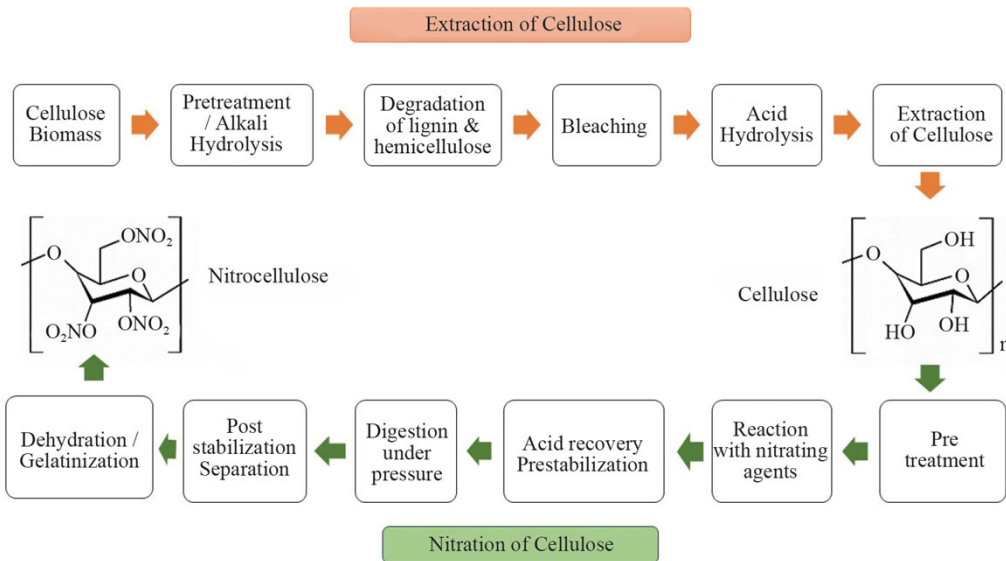 Extraction of Cellulose
Cellulose
Biomass
Pretreatment
/ Alkali
Hydrolysis
Degradation
of lignin &
hemicellulose
Bleaching
Acid
Hydrolysis
Extraction
of Cellulose
ONO₂
O
O
Nitrocellulose
ONO₂
O₂NO
OH
O
O
Cellulose
OH
HO
n
Dehydration /
Gelatinization
Post
stabilization
Separation
Digestion
under
pressure
Acid recovery
Prestabilization
Reaction
with nitrating
agents
Pre
treatment
Nitration of Cellulose